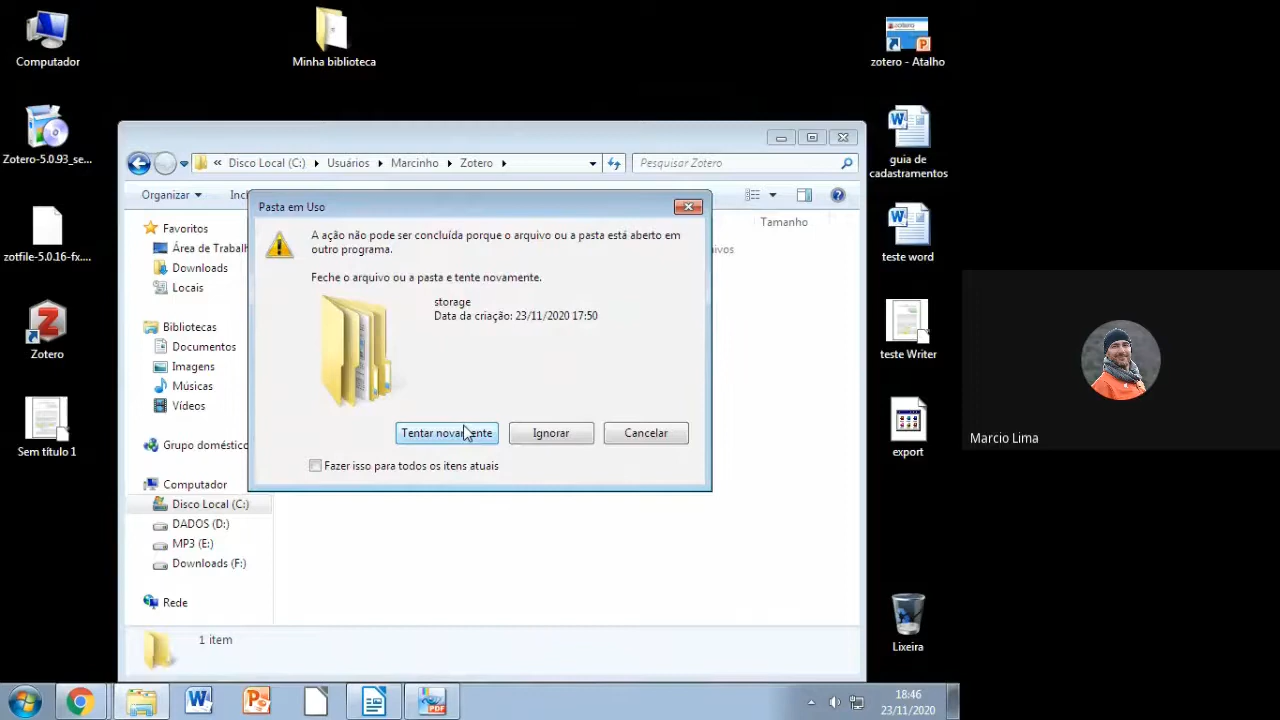 Computador
Minha biblioteca
zotero - Atalho
Zotero-5.0.93_se...
guia de
cadastramentos
zotfile-5.0.16-fx....
teste word
Zotero
teste Writer
Sem título 1
export
Lixeira
« Disco Local (C:) Usuários Marcinho Zotero
Pesquisar Zotero
Organizar
Tamanho
Favoritos
Área de Trabalh
Downloads
Locais
Bibliotecas
Documentos
Imagens
Músicas
Vídeos
Grupo doméstico
Computador
Disco Local (C:)
DADOS (D:)
MP3 (E:)
Downloads (F:)
Rede
1 item
Pasta em Uso
A ação não pode ser concluída porque o arquivo ou a pasta está aberto em
outro programa.
Feche o arquivo ou a pasta e tente novamente.
storage
Data da criação: 23/11/2020 17:50
Tentar novamente
Ignorar
Cancelar
Fazer isso para todos os itens atuais
Marcio Lima
18:46
23/11/2020